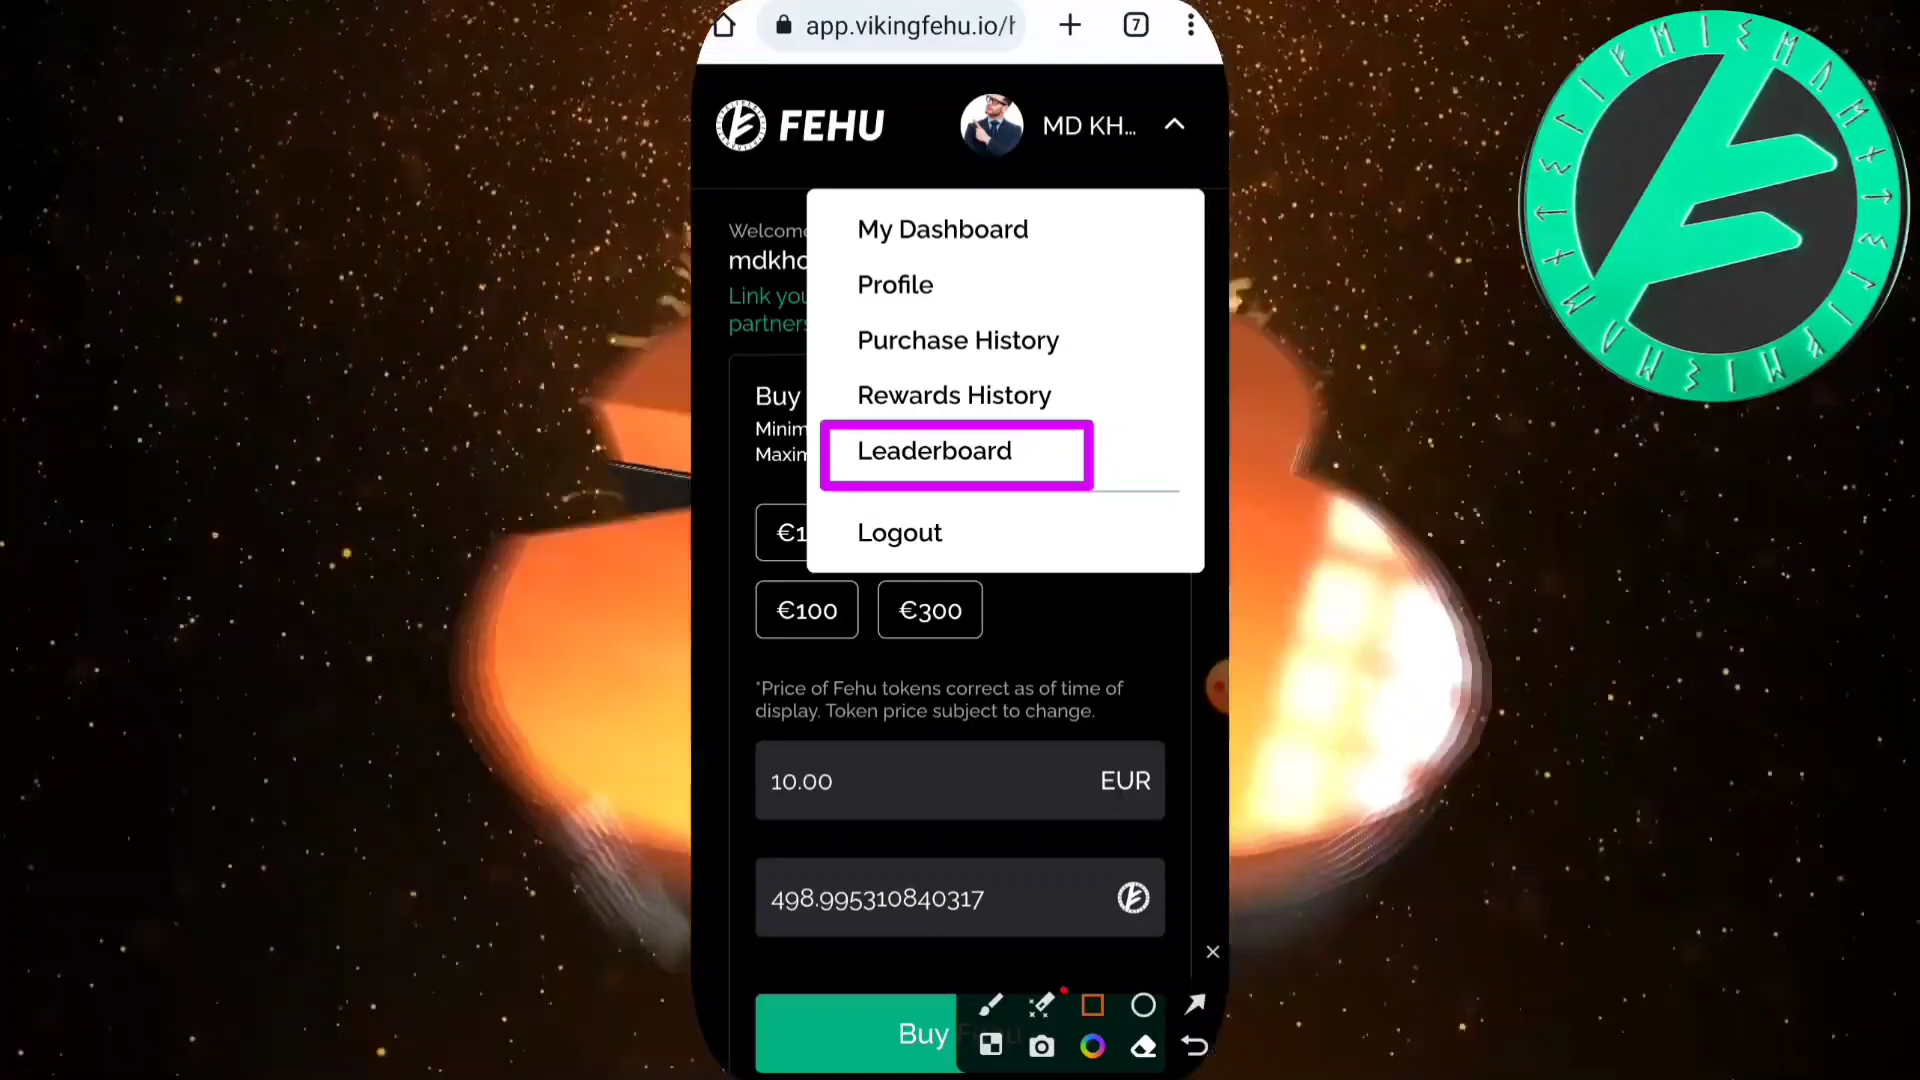 app.vikingfehu.io/h
7
FEHU
MD KH...
My Dashboard
Profile
Purchase History
Rewards History
Leaderboard
Logout
Welcome
mdkho
Link you
partners
Buy
Minim
Maxim
€1
€100
€300
*Price of Fehu tokens correct as of time of
display. Token price subject to change.
10.00
EUR
498.995310840317
Buy Fehu